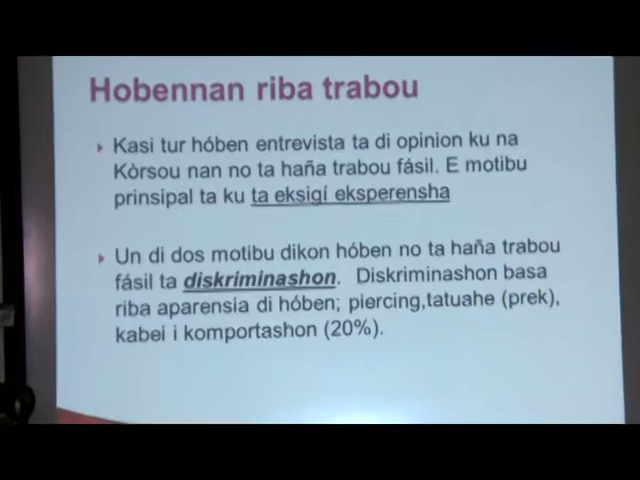 Hobennan riba trabou
Kasi tur hóben entrevista ta di opinion ku na
Kòrsou nan no ta haña trabou fásil. E motibu
prinsipal ta ku ta eksigí eksperensha
Un di dos motibu dikon hóben no ta haña trabou
fásil ta diskriminashon. Diskriminashon basa
riba aparensia di hóben; piercing,tatuahe (prek),
kabei i komportashon (20%).